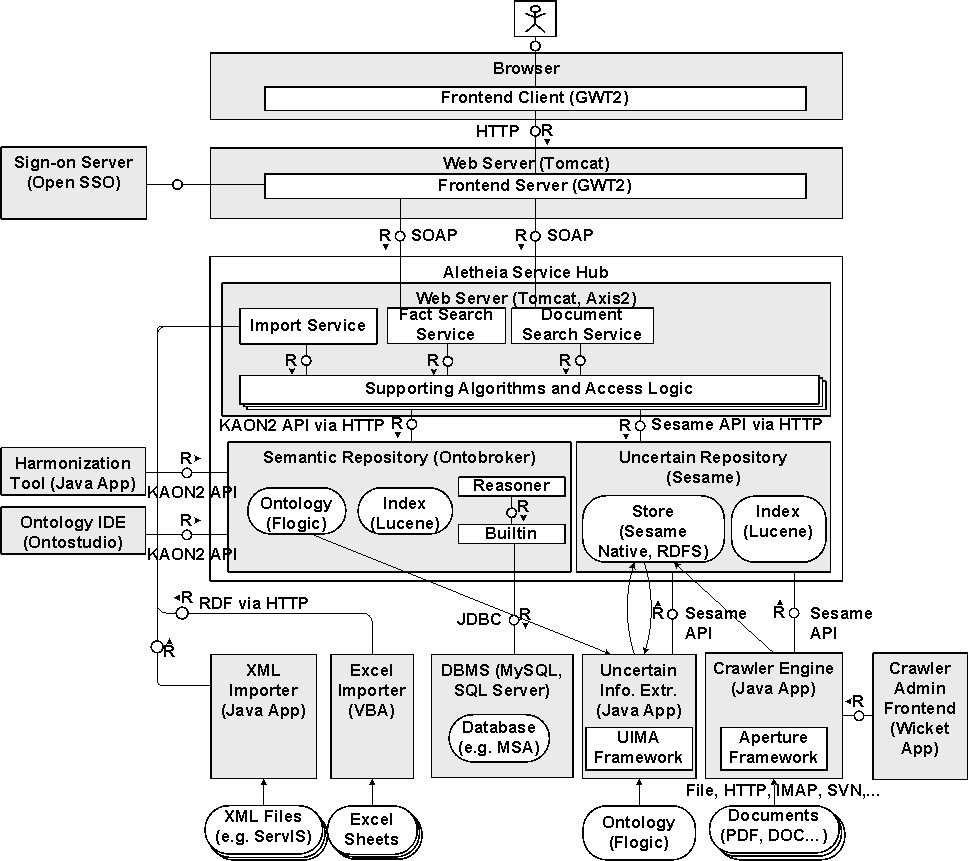 Browser
Frontend Client (GWT2)
HTTP
R
Sign-on Server
(Open SSO)
Web Server (Tomcat)
Frontend Server (GWT2)
R
SOAP
R
SOAP
Aletheia Service Hub
Web Server (Tomcat, Axis2)
Import Service
Fact Search
Service
Document
Search Service
R
R
R
Supporting Algorithms and Access Logic
KAON2 API via HTTP
R
R
Sesame API via HTTP
Harmonization
Tool (Java App)
R
KAON2 API
Ontology IDE
(Ontostudio)
R
KAON2 API
Semantic Repository (Ontobroker)
Ontology
(Flogic)
Index
(Lucene)
Reasoner
R
Builtin
Uncertain Repository
(Sesame)
Store
(Sesame
Native, RDFS)
Index
(Lucene)
R
RDF via HTTP
R
JDBC
R
R
Sesame
API
R
Sesame
API
XML
Importer
(Java App)
Excel
Importer
(VBA)
DBMS (MySQL,
SQL Server)
Database
(e.g. MSA)
Uncertain
Info. Extr.
(Java App)
UIMA
Framework
Crawler Engine
(Java App)
Aperture
Framework
R
Crawler
Admin
Frontend
(Wicket
App)
File, HTTP, IMAP, SVN,...
XML Files
(e.g. ServIS)
Excel
Sheets
Ontology
(Flogic)
Documents
(PDF, DOC...)